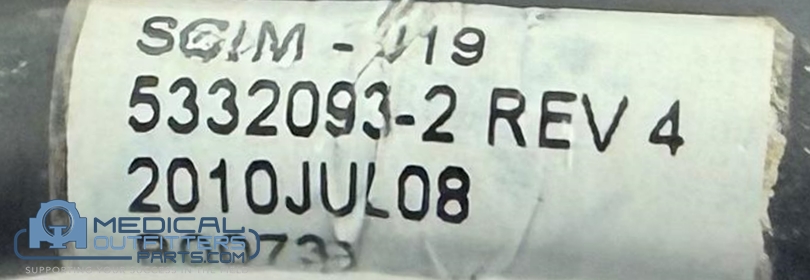 SGIM - J19
5332093-2 REV 4
2010JUL08
MEDICAL
OUTFITTERS
PARTS.COM